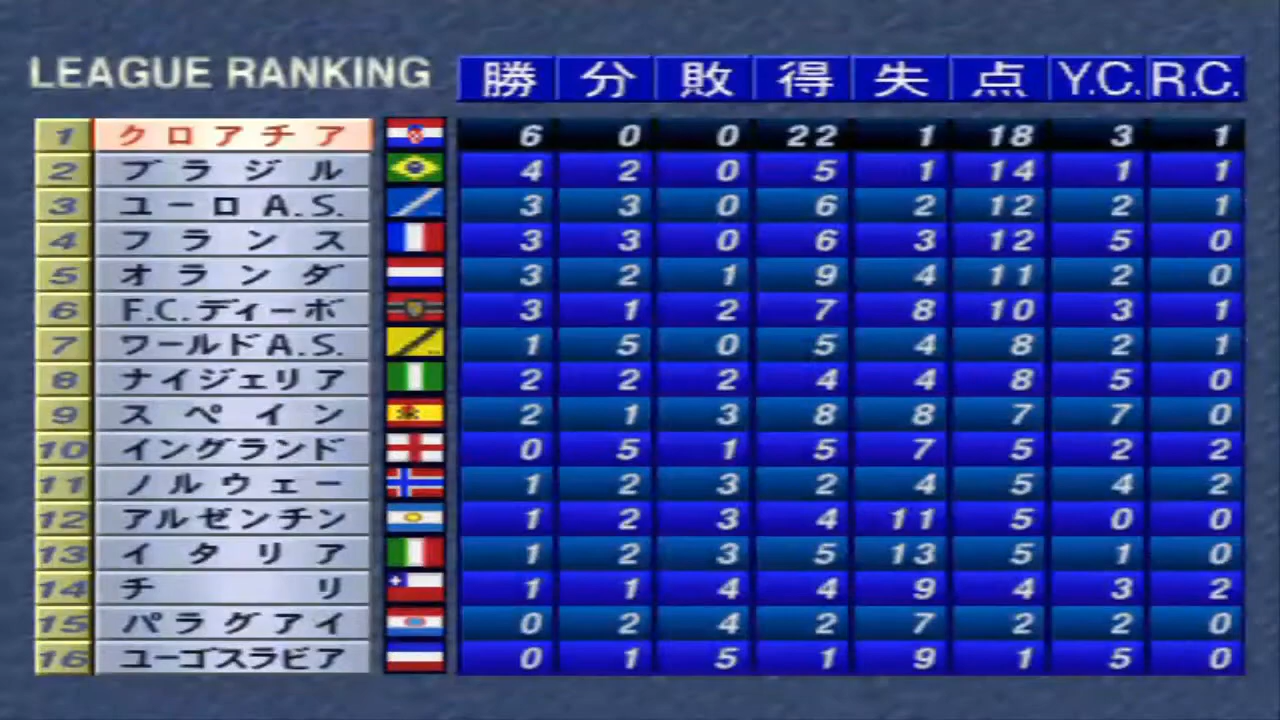 LEAGUE RANKING 勝 分 敗 得 失 点 Y.C. R.C.
1 クロアチア 6 0 0 22 1 18 3 1
2 ブラジル 4 2 0 5 1 14 1 1
3 ユーロA.S. 3 3 0 6 2 12 2 1
4 フランス 3 3 0 6 3 12 5 0
5 オランダ 3 2 1 9 4 11 2 0
6 F.C.ディーボ 3 1 2 7 8 10 3 1
7 ワールドA.S. 1 5 0 5 4 8 2 1
8 ナイジェリア 2 2 2 4 4 8 5 0
9 スペイン 2 1 3 8 8 7 7 0
10 イングランド 0 5 1 5 7 5 2 2
11 ノルウェー 1 2 3 2 4 5 4 2
12 アルゼンチン 1 2 3 4 11 5 0 0
13 イタリア 1 2 3 5 13 5 1 0
14 チリ 1 1 4 4 9 4 3 2
15 パラグアイ 0 2 4 2 7 2 2 0
16 ユーゴスラビア 0 1 5 1 9 1 5 0